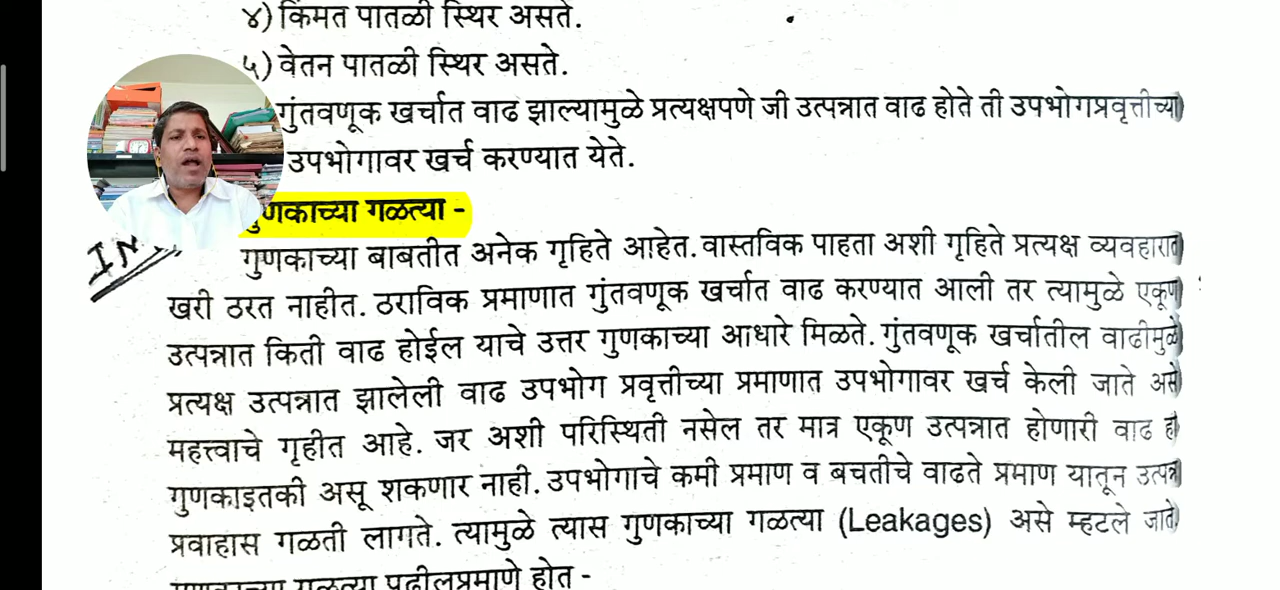 ४) किंमत पातळी स्थिर असते.
५) वेतन पातळी स्थिर असते.
गुंतवणूक खर्चात वाढ झाल्यामुळे प्रत्यक्षपणे जी उत्पन्नात वाढ होते ती उपभोगप्रवृत्तीच्या
उपभोगावर खर्च करण्यात येते.
गुणकाच्या गळत्या -
गुणकाच्या बाबतीत अनेक गृहिते आहेत. वास्तविक पाहता अशी गृहिते प्रत्यक्ष व्यवहारात
खरी ठरत नाहीत. ठराविक प्रमाणात गुंतवणूक खर्चात वाढ करण्यात आली तर त्यामुळे एकूण
उत्पन्नात किती वाढ होईल याचे उत्तर गुणकाच्या आधारे मिळते. गुंतवणूक खर्चातील वाढीमुळे
प्रत्यक्ष उत्पन्नात झालेली वाढ उपभोग प्रवृत्तीच्या प्रमाणात उपभोगावर खर्च केली जाते असे
महत्त्वाचे गृहीत आहे. जर अशी परिस्थिती नसेल तर मात्र एकूण उत्पन्नात होणारी वाढ ही
गुणकाइतकी असू शकणार नाही. उपभोगाचे कमी प्रमाण व बचतीचे वाढते प्रमाण यातून उत्पन्न
प्रवाहास गळती लागते. त्यामुळे त्यास गुणकाच्या गळत्या (Leakages) असे म्हटले जाते.
गुणकाच्या गळत्या पुढीलप्रमाणे होत -